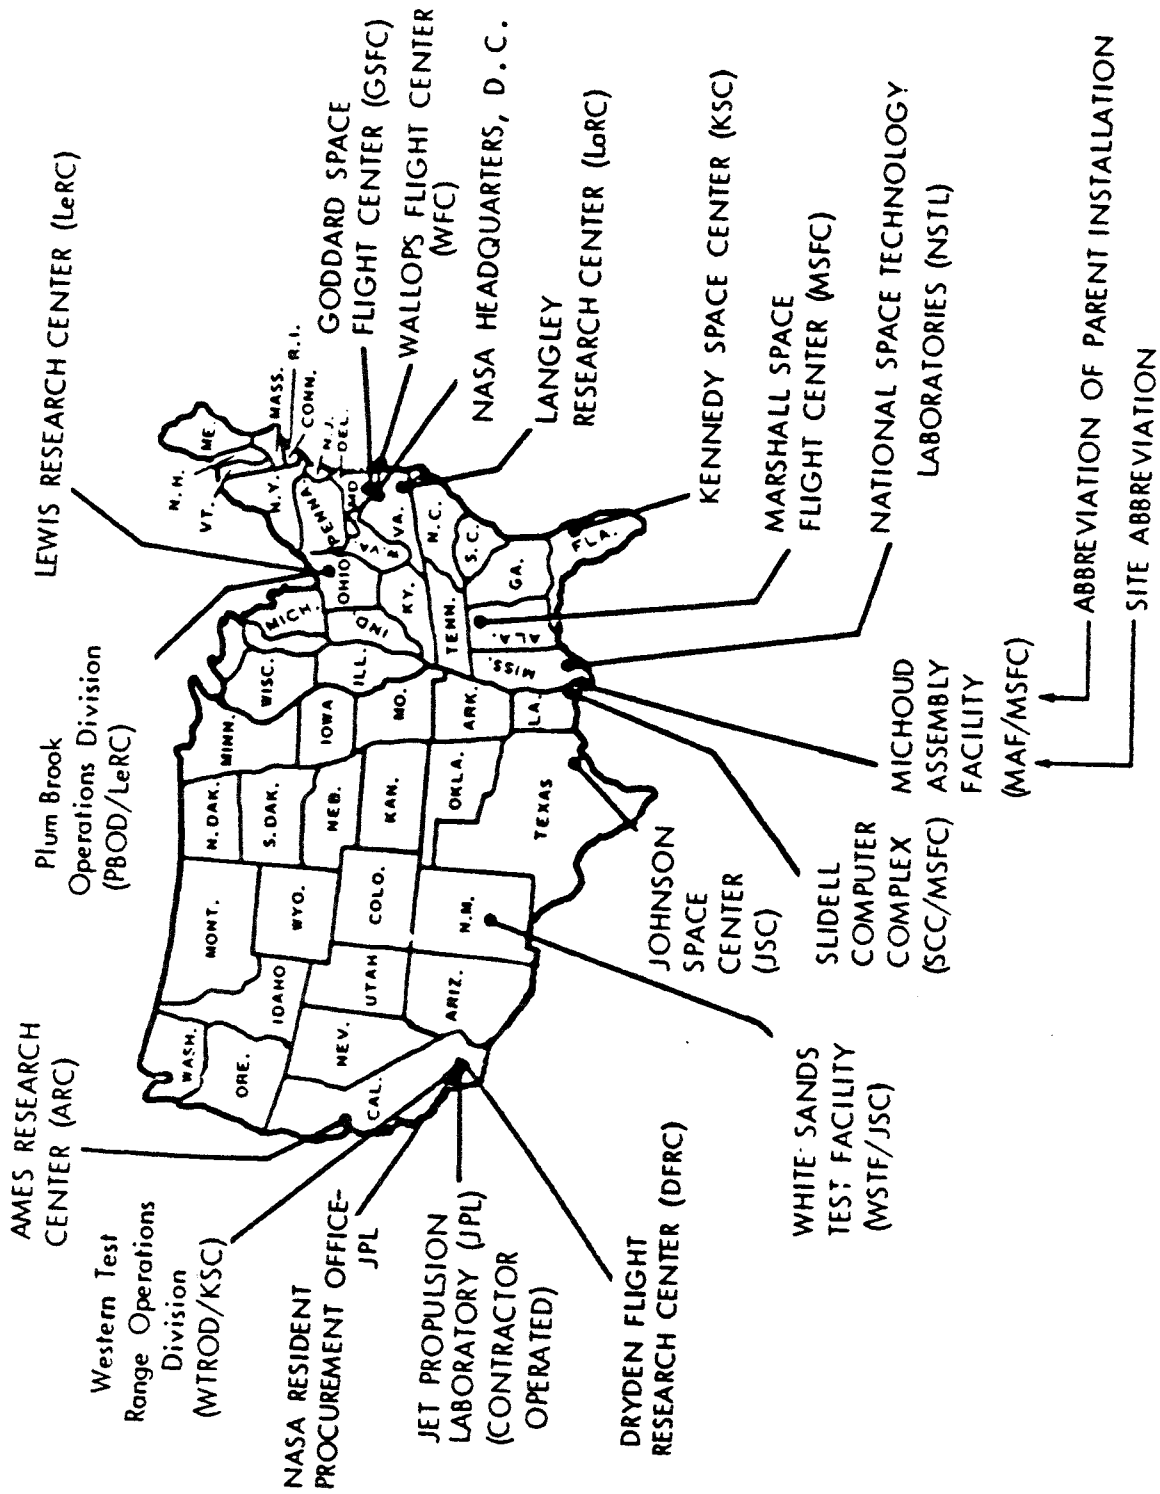 AMES RESEARCH
CENTER (ARC)
Plum Brook
Operations Division
(PBOD/LeRC)
LEWIS RESEARCH CENTER (LeRC)
Western Test
Range Operations
Division
(WTROD/KSC)
NASA RESIDENT
PROCUREMENT OFFICE-
JPL
JET PROPULSION
LABORATORY (JPL)
(CONTRACTOR
OPERATED)
DRYDEN FLIGHT
RESEARCH CENTER (DFRC)
WHITE SANDS
TEST FACILITY
(WSTF/JSC)
JOHNSON
SPACE
CENTER
(JSC)
SLIDELL
COMPUTER
COMPLEX
(SCC/MSFC)
MICHOUD
ASSEMBLY
FACILITY
(MAF/MSFC)
ABBREVIATION OF PARENT INSTALLATION
SITE ABBREVIATION
GODDARD SPACE
FLIGHT CENTER (GSFC)
WALLOPS FLIGHT CENTER
(WFC)
NASA HEADQUARTERS, D.C.
LANGLEY
RESEARCH CENTER (LaRC)
KENNEDY SPACE CENTER (KSC)
MARSHALL SPACE
FLIGHT CENTER (MSFC)
NATIONAL SPACE TECHNOLOGY
LABORATORIES (NSTL)
WASH.
ORE.
CAL.
NEV.
IDAHO
MONT.
WYO.
UTAH
COLO.
ARIZ.
N.M.
N. DAK.
S. DAK.
NEB.
KAN.
OKLA.
TEXAS
MINN.
IOWA
MO.
ARK.
LA.
WISC.
ILL.
MICH.
IND.
OHIO
KY.
TENN.
MISS.
ALA.
GA.
FLA.
S.C.
N.C.
VA.
W.VA.
MD.
DEL.
N.J.
PENNA.
N.Y.
CONN.
R.I.
MASS.
VT.
N.H.
ME.